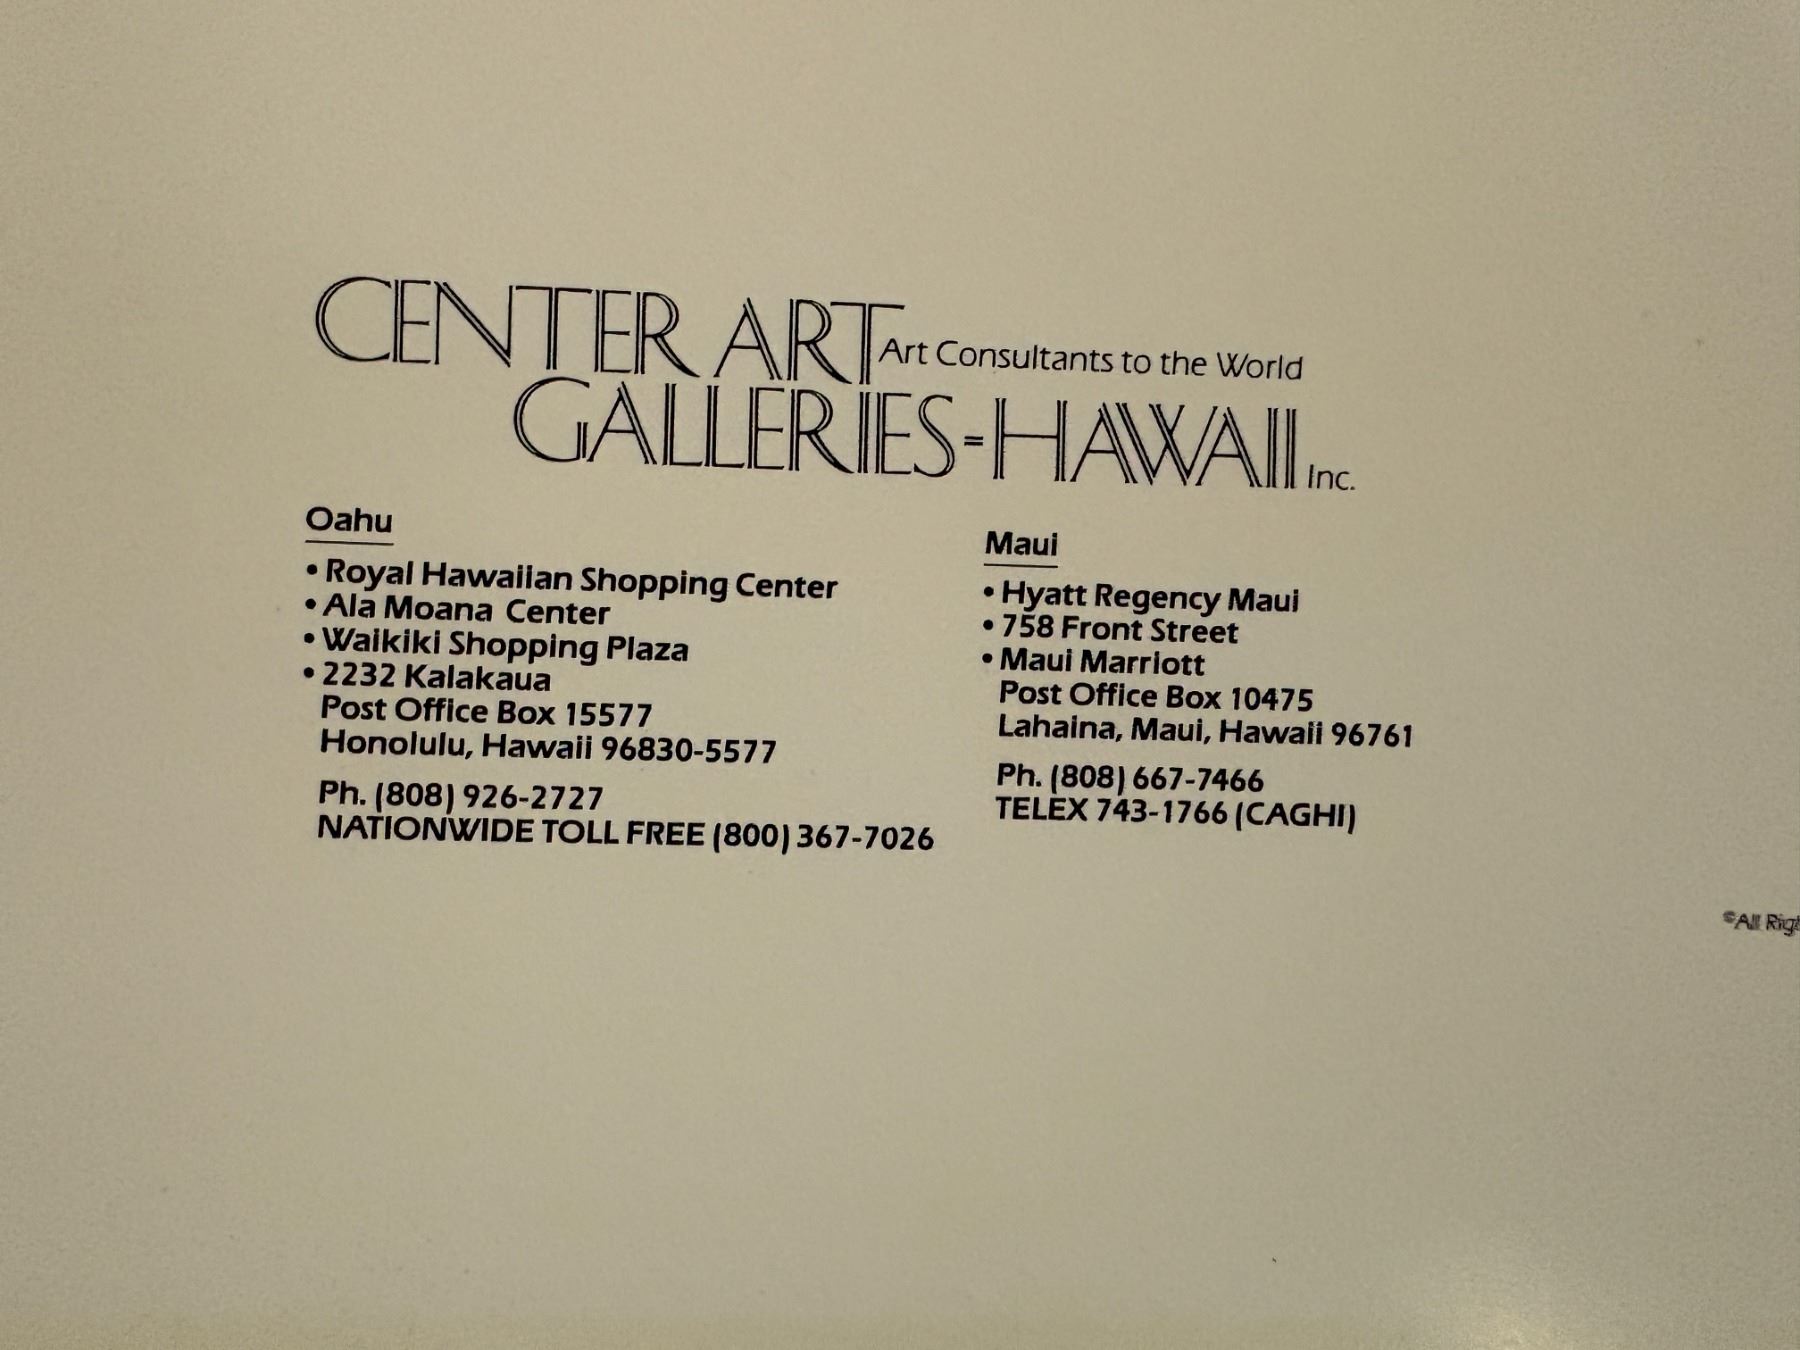 CENTER ART Art Consultants to the World
GALLERIES-HAWAII Inc.
Oahu
• Royal Hawaiian Shopping Center
• Ala Moana Center
• Waikiki Shopping Plaza
• 2232 Kalakaua
Post Office Box 15577
Honolulu, Hawaii 96830-5577
Ph. (808) 926-2727
NATIONWIDE TOLL FREE (800) 367-7026
Maui
• Hyatt Regency Maui
• 758 Front Street
• Maui Marriott
Post Office Box 10475
Lahaina, Maui, Hawaii 96761
Ph. (808) 667-7466
TELEX 743-1766 (CAGHI)
©All